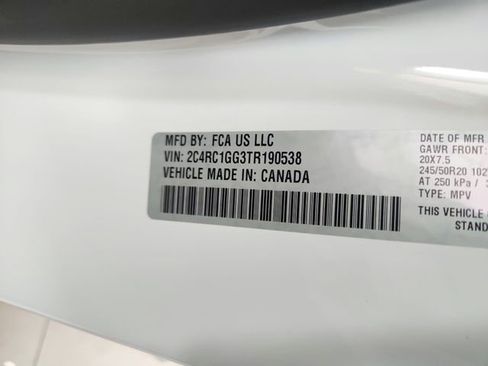 MFD BY: FCA US LLC
VIN: 2C4RC1GG3TR190538
VEHICLE MADE IN: CANADA
DATE OF MFR
GAWR FRONT:
20X7.5
245/50R20 102
AT 250 kPa /
TYPE: MPV
THIS VEHICLE
STAND